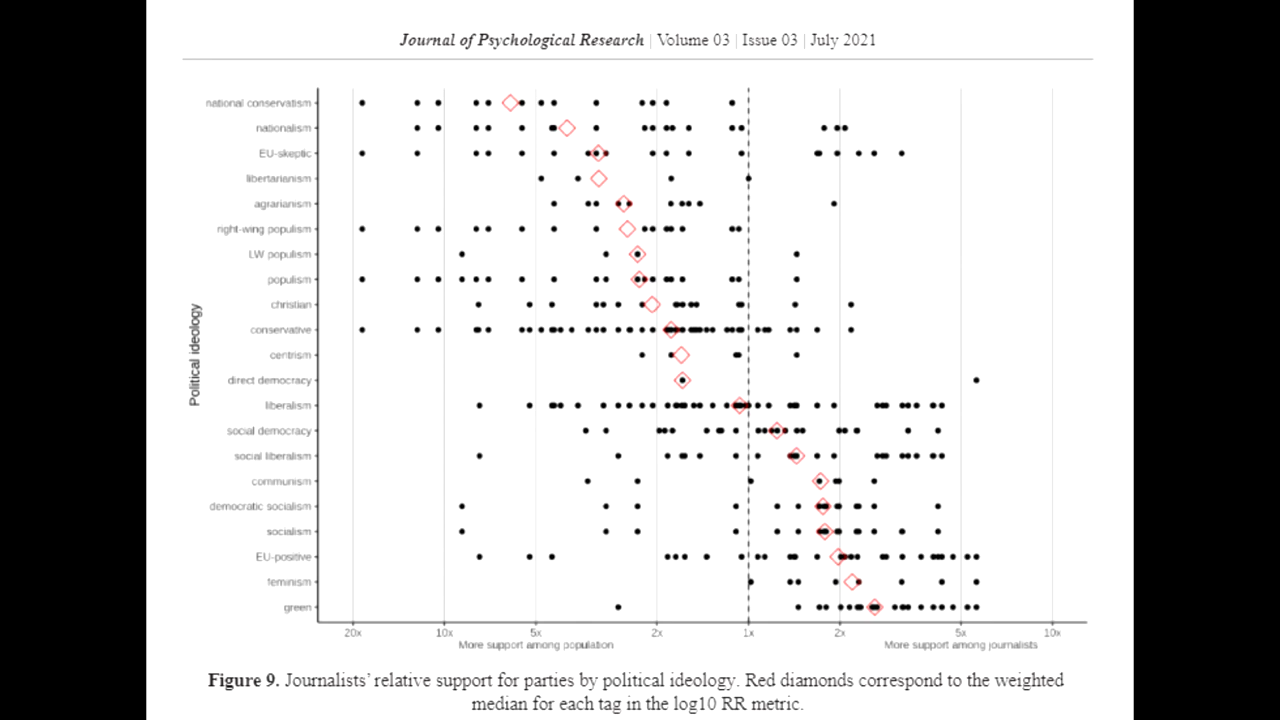 Journal of Psychological Research | Volume 03 | Issue 03 | July 2021
national conservatism
nationalism
EU-skeptic
libertarianism
agrarianism
right-wing populism
LW populism
populism
christian
conservative
centrism
direct democracy
liberalism
social democracy
social liberalism
communism
democratic socialism
socialism
EU-positive
feminism
green
Political ideology
20x 10x 5x 2x 1x 2x 5x 10x
More support among population More support among journalists
Figure 9. Journalists' relative support for parties by political ideology. Red diamonds correspond to the weighted
median for each tag in the log10 RR metric.